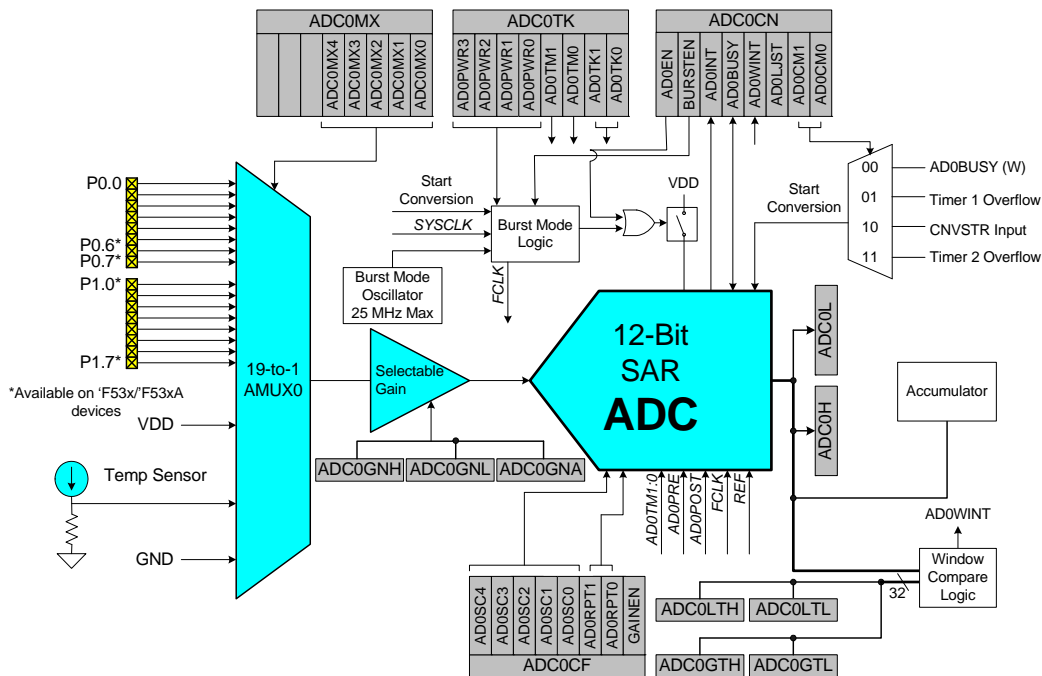 ADC0MX
ADC0MX4
ADC0MX3
ADC0MX2
ADC0MX1
ADC0MX0
ADC0TK
AD0PWR3
AD0PWR2
AD0PWR1
AD0PWR0
AD0TM1
AD0TM0
AD0TK1
AD0TK0
ADC0CN
AD0EN
BURSTEN
AD0INT
AD0BUSY
AD0WINT
AD0LJST
AD0CM1
AD0CM0
P0.0
P0.6*
P0.7*
P1.0*
P1.7*
*Available on 'F53x/'F53xA
devices
VDD
Temp Sensor
GND
19-to-1
AMUX0
Start
Conversion
SYSCLK
Burst Mode
Logic
Burst Mode
Oscillator
25 MHz Max
FCLK
VDD
Start
Conversion
00
01
10
11
AD0BUSY (W)
Timer 1 Overflow
CNVSTR Input
Timer 2 Overflow
Selectable
Gain
ADC0GNH
ADC0GNL
ADC0GNA
12-Bit
SAR
ADC
ADC0L
ADC0H
Accumulator
AD0TM1:0
AD0PRE
AD0POST
FCLK
REF
AD0WINT
Window
Compare
Logic
32
AD0SC4
AD0SC3
AD0SC2
AD0SC1
AD0SC0
AD0RPT1
AD0RPT0
GAINEN
ADC0CF
ADC0LTH
ADC0LTL
ADC0GTH
ADC0GTL